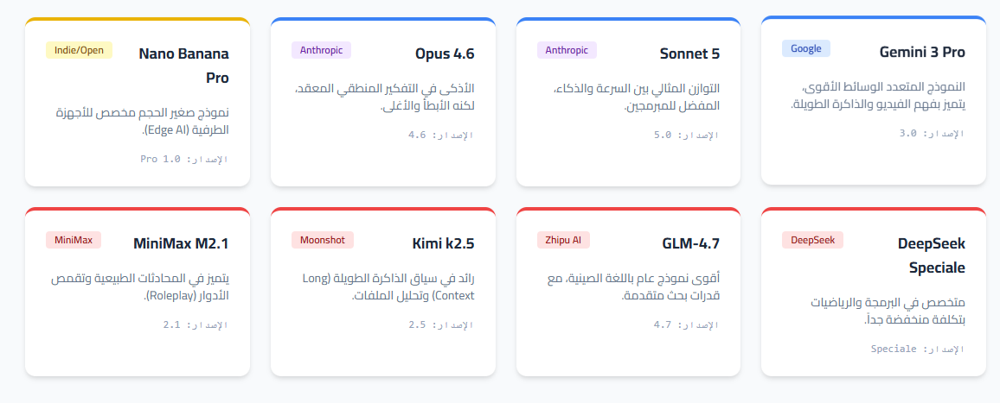 Gemini 3 Pro
Google
النموذج المتعدد الوسائط الأقوى،
يتميز بفهم الفيديو والذاكرة الطويلة.
الإصدار: 3.0
Sonnet 5
Anthropic
التوازن المثالي بين السرعة والذكاء،
المفضل للمبرمجين.
الإصدار: 5.0
Opus 4.6
Anthropic
الأذكى في التفكير المنطقي المعقد،
لكنه الأبطأ والأغلى.
الإصدار: 4.6
Nano Banana
Pro
Indie/Open
نموذج صغير الحجم مخصص للأجهزة
الطرفية (Edge AI).
الإصدار: Pro 1.0
DeepSeek
Speciale
DeepSeek
متخصص في البرمجة والرياضيات
بتكلفة منخفضة جداً.
الإصدار: Speciale
GLM-4.7
Zhipu AI
أقوى نموذج عام باللغة الصينية، مع
قدرات بحث متقدمة.
الإصدار: 4.7
Kimi k2.5
Moonshot
رائد في سياق الذاكرة الطويلة (Long
Context) وتحليل الملفات.
الإصدار: 2.5
MiniMax M2.1
MiniMax
يتميز في المحادثات الطبيعية وتقمص
الأدوار (Roleplay).
الإصدار: 2.1